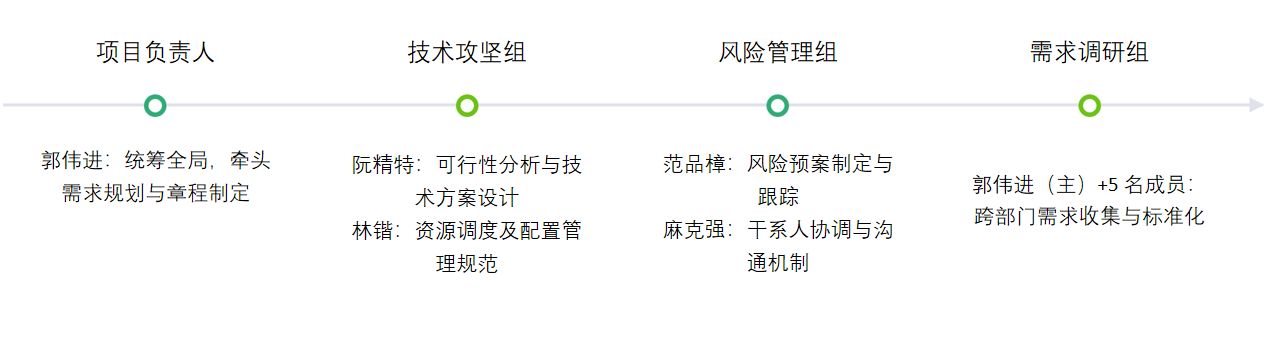 项目负责人
技术攻坚组
风险管理组
需求调研组
郭伟进：统筹全局，牵头
需求规划与章程制定
阮精特：可行性分析与技
术方案设计
林锴：资源调度及配置管
理规范
范品樟：风险预案制定与
跟踪
麻克强：干系人协调与沟
通机制
郭伟进（主）+5 名成员：
跨部门需求收集与标准化